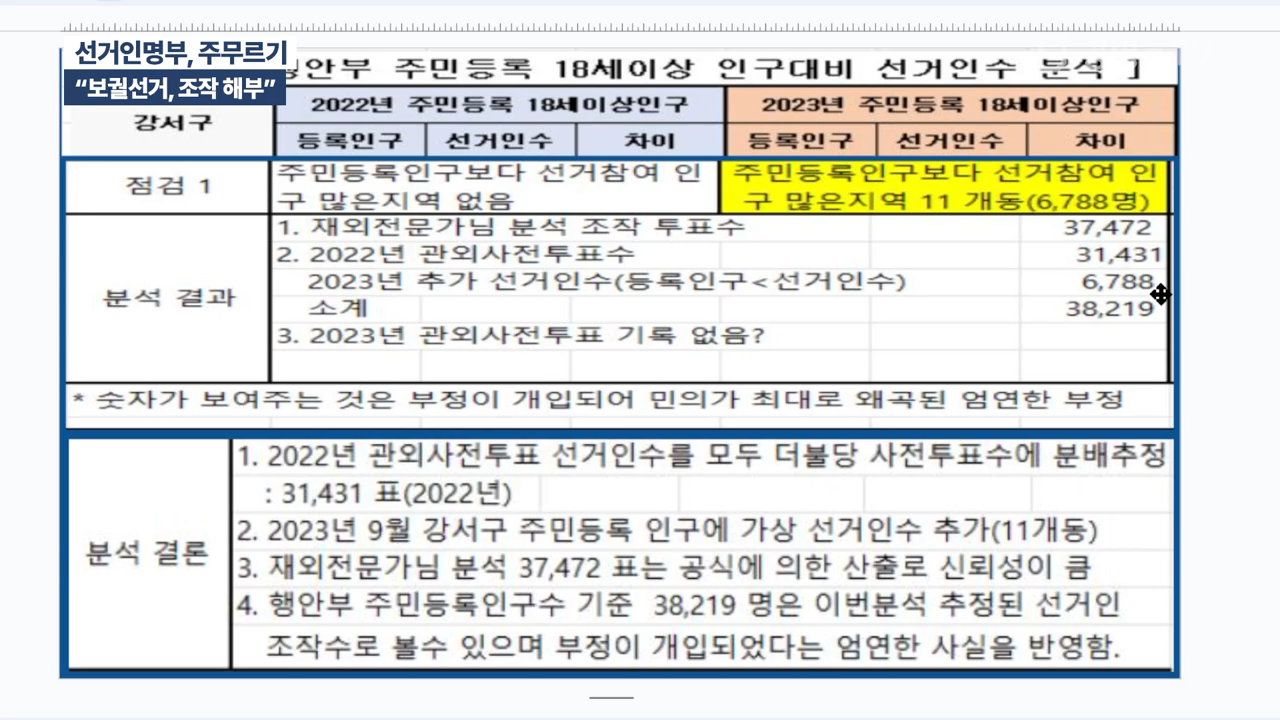 선거인명부, 주무르기
“보궐선거, 조작 해부”
행안부 주민등록 18세이상 인구대비 선거인수 분석 ]
강서구
2022년 주민등록 18세이상인구
2023년 주민등록 18세이상인구
등록인구 선거인수 차이 등록인구 선거인수 차이
점검 1
주민등록인구보다 선거참여 인
구 많은지역 없음
주민등록인구보다 선거참여 인
구 많은지역 11 개동(6,788명)
분석 결과
1. 재외전문가님 분석 조작 투표수 37,472
2. 2022년 관외사전투표수 31,431
2023년 추가 선거인수(등록인구<선거인수) 6,788
소계 38,219
3. 2023년 관외사전투표 기록 없음?
* 숫자가 보여주는 것은 부정이 개입되어 민의가 최대로 왜곡된 엄연한 부정
분석 결론
1. 2022년 관외사전투표 선거인수를 모두 더불당 사전투표수에 분배추정
: 31,431 표(2022년)
2. 2023년 9월 강서구 주민등록 인구에 가상 선거인수 추가(11개동)
3. 재외전문가님 분석 37,472 표는 공식에 의한 산출로 신뢰성이 큼
4. 행안부 주민등록인구수 기준 38,219 명은 이번분석 추정된 선거인
조작수로 볼수 있으며 부정이 개입되었다는 엄연한 사실을 반영함.